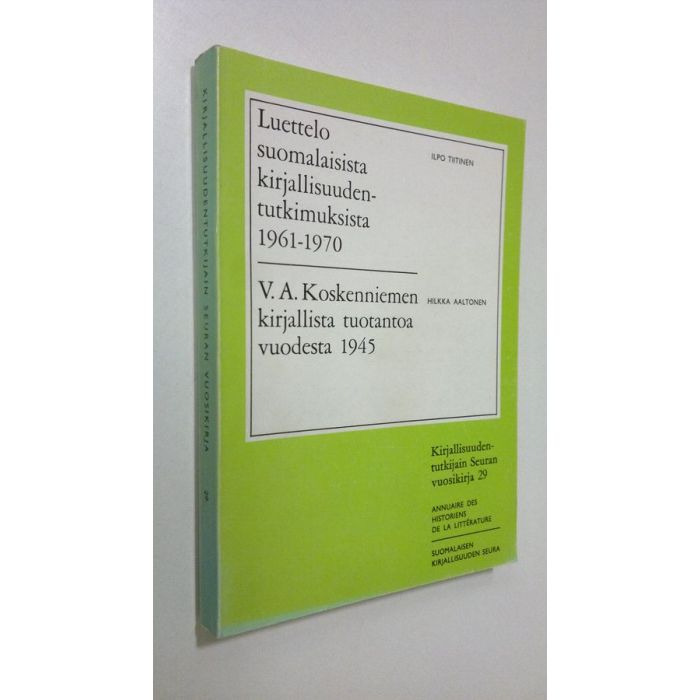 KIRJALLISUUDENTUTKIJAIN SEURAN VUOSIKIRJA 29
Luettelo
suomalaisista
kirjallisuuden-
tutkimuksista
1961-1970
ILPO TIITINEN
V. A. Koskenniemen
kirjallista tuotantoa
vuodesta 1945
HILKKA AALTONEN
Kirjallisuuden-
tutkijain Seuran
vuosikirja 29
ANNUAIRE DES
HISTORIENS
DE LA LITTÉRATURE
SUOMALAISEN
KIRJALLISUUDEN SEURA